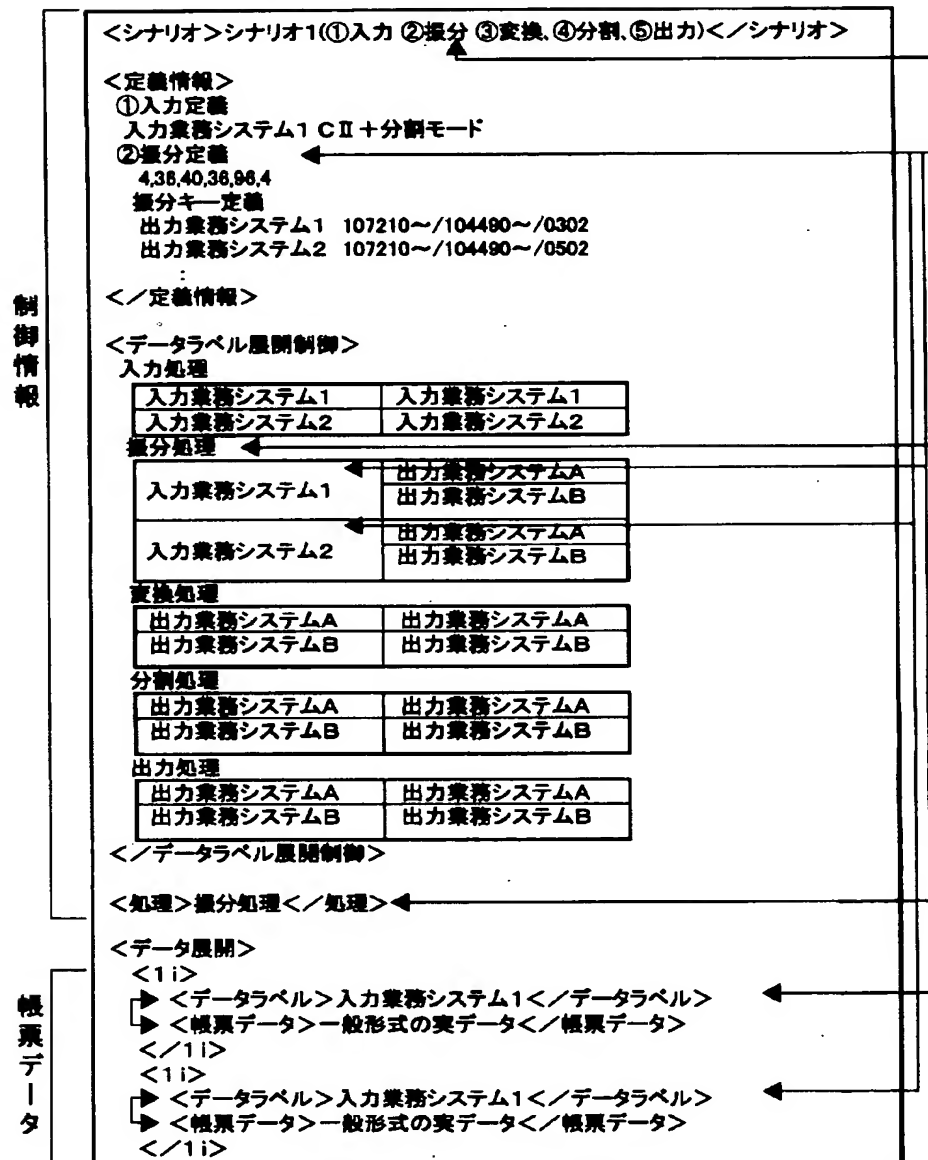 <シナリオ>シナリオ1(①入力 ②振分 ③変換、④分割、⑤出力)</シナリオ>
<定義情報>
①入力定義
入力業務システム1 CⅡ+分割モード
②振分定義
4,36,40,36,96,4
振分キー定義
出力業務システム1 107210~/104490~/0302
出力業務システム2 107210~/104490~/0502
:
</定義情報>
<データラベル展開制御>
入力処理
入力業務システム1 入力業務システム1
入力業務システム2 入力業務システム2
振分処理
入力業務システム1 出力業務システムA
出力業務システムB
入力業務システム2 出力業務システムA
出力業務システムB
変換処理
出力業務システムA 出力業務システムA
出力業務システムB 出力業務システムB
分割処理
出力業務システムA 出力業務システムA
出力業務システムB 出力業務システムB
出力処理
出力業務システムA 出力業務システムA
出力業務システムB 出力業務システムB
</データラベル展開制御>
<処理>振分処理</処理>
制御情報
<データ展開>
<1i>
<データラベル>入力業務システム1</データラベル>
<帳票データ>一般形式の実データ</帳票データ>
</1i>
<1i>
<データラベル>入力業務システム1</データラベル>
<帳票データ>一般形式の実データ</帳票データ>
</1i>
帳票データ